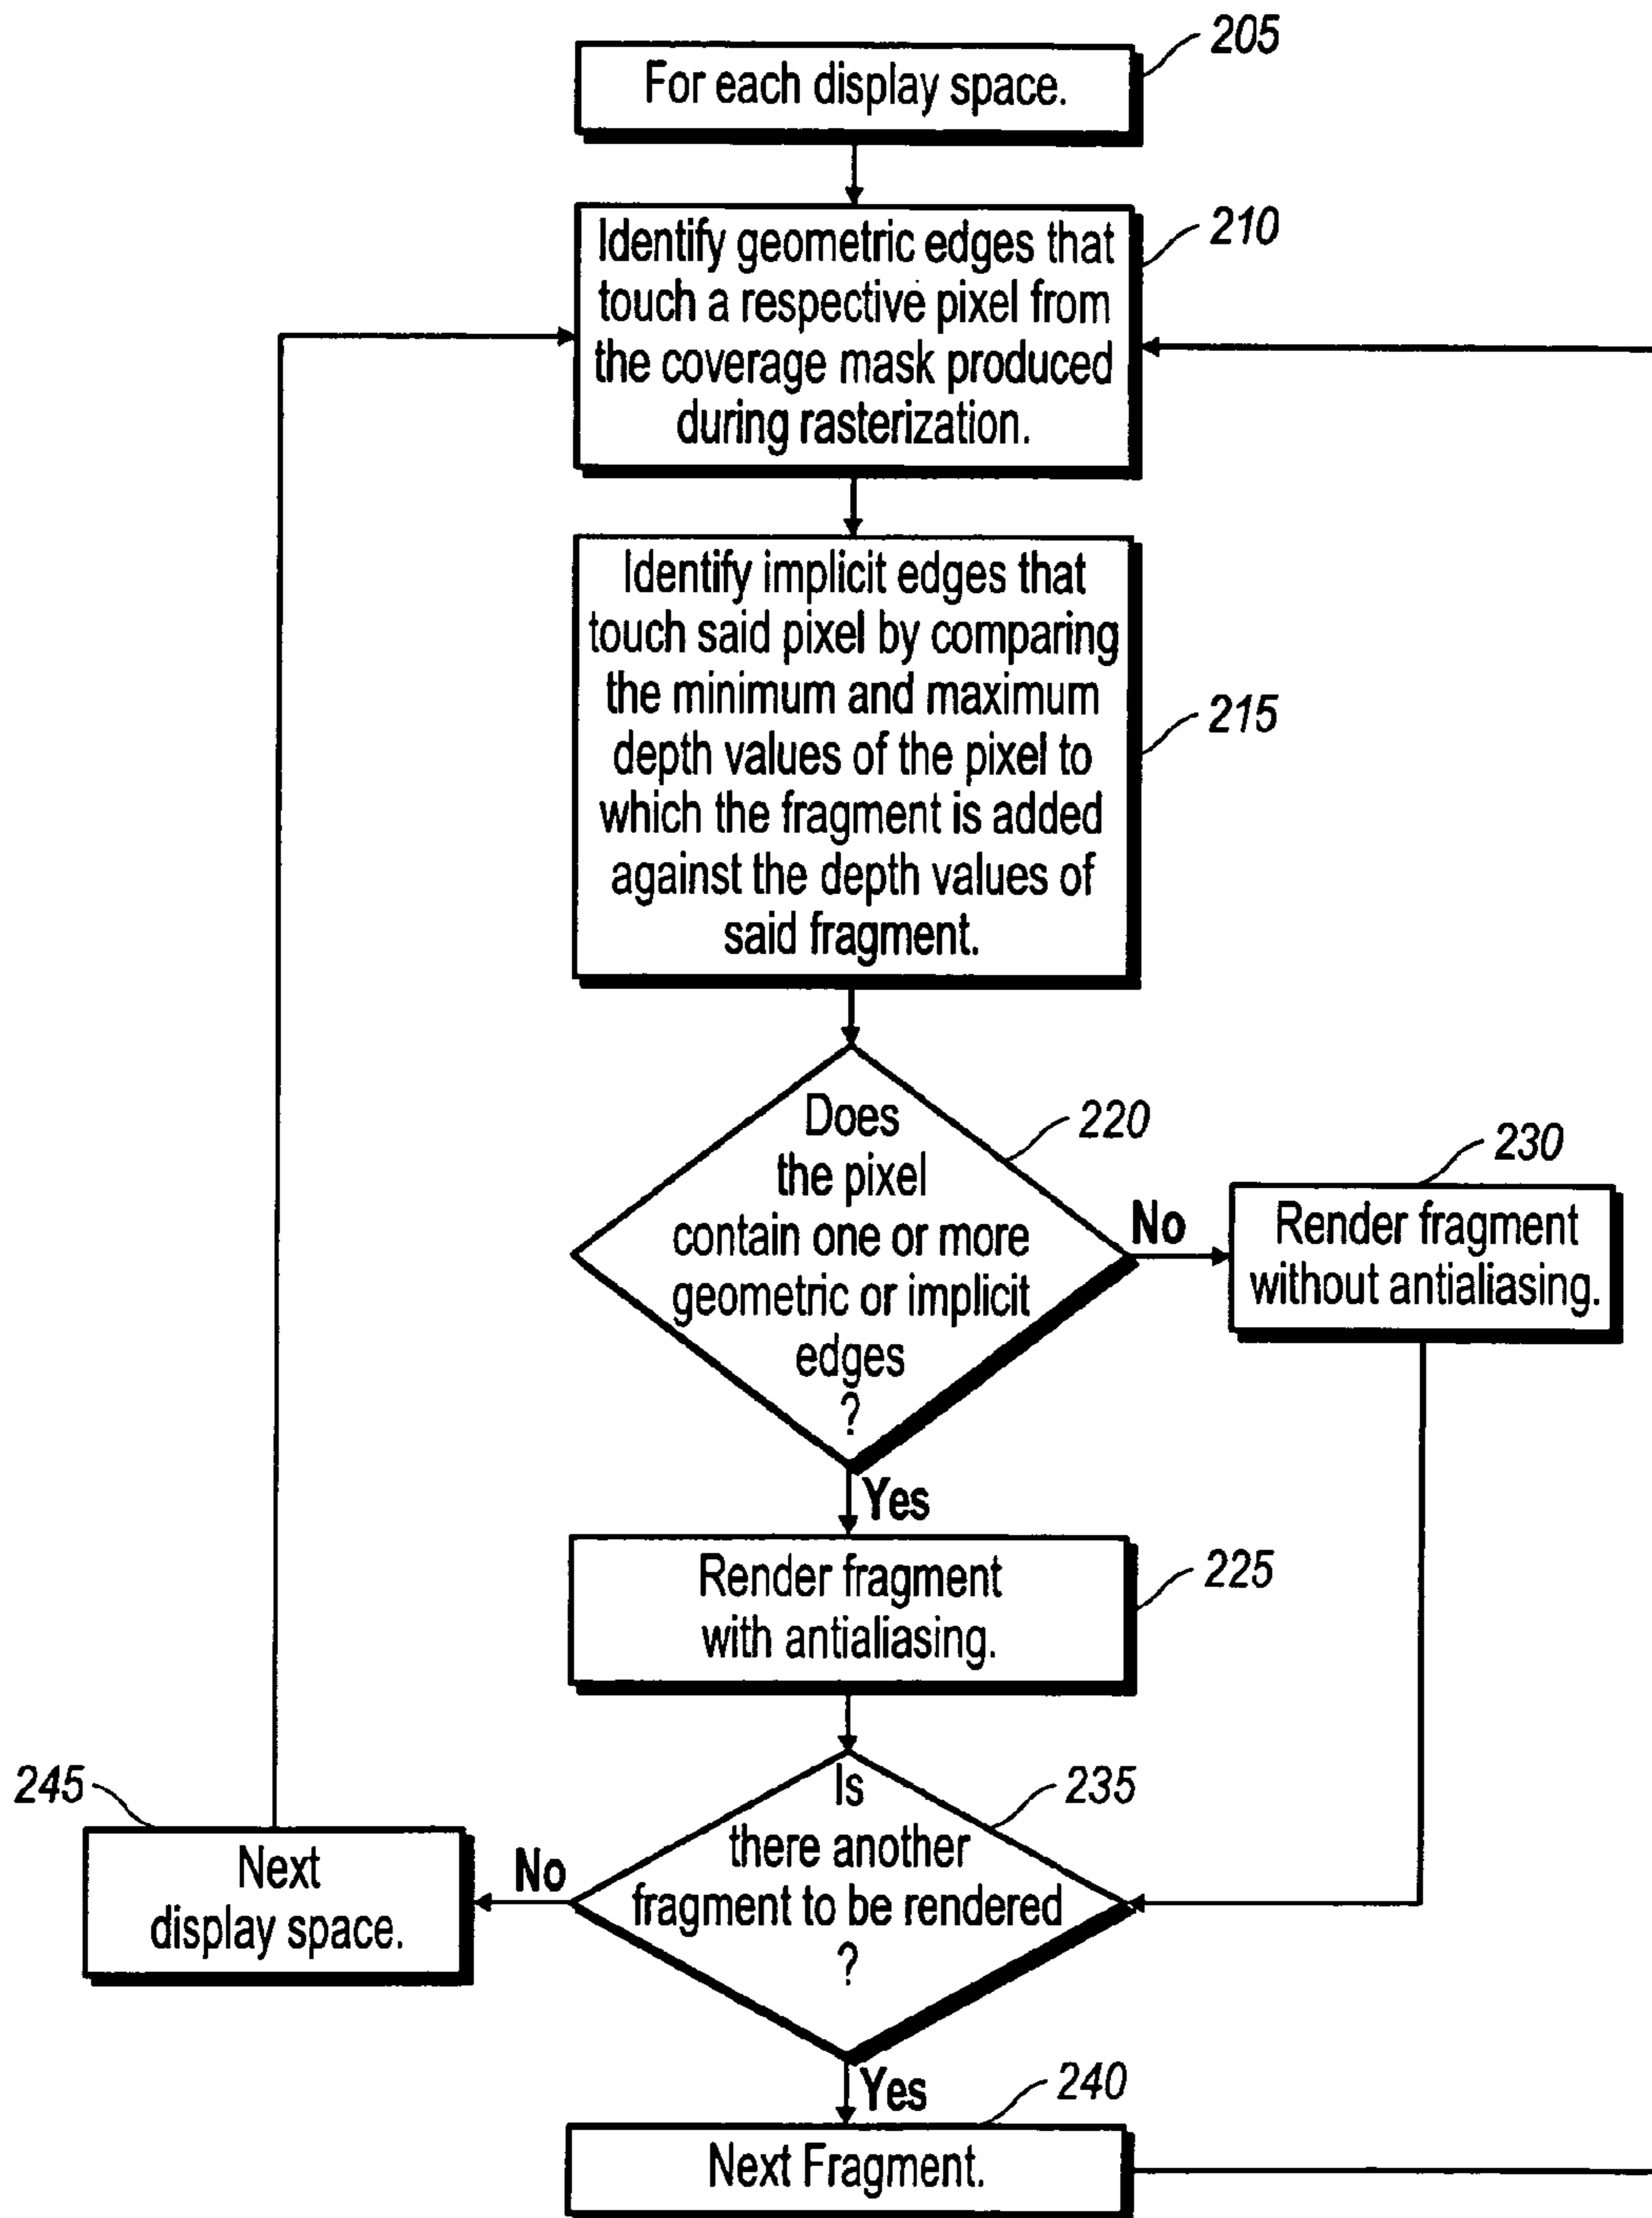 205
For each display space.
210
Identify geometric edges that
touch a respective pixel from
the coverage mask produced
during rasterization.
215
Identify implicit edges that
touch said pixel by comparing
the minimum and maximum
depth values of the pixel to
which the fragment is added
against the depth values of
said fragment.
220
Does
the pixel
contain one or more
geometric or implicit
edges
?
No
230
Render fragment
without antialiasing.
Yes
225
Render fragment
with antialiasing.
235
Is
there another
fragment to be rendered
?
No
245
Next
display space.
Yes
240
Next Fragment.